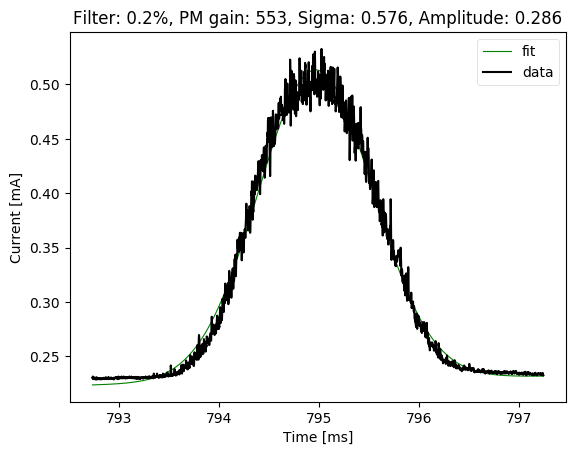 Filter: 0.2%, PM gain: 553, Sigma: 0.576, Amplitude: 0.286
fit
data
0.50
0.45
0.40
0.35
0.30
0.25
Current [mA]
793
794
795
796
797
Time [ms]